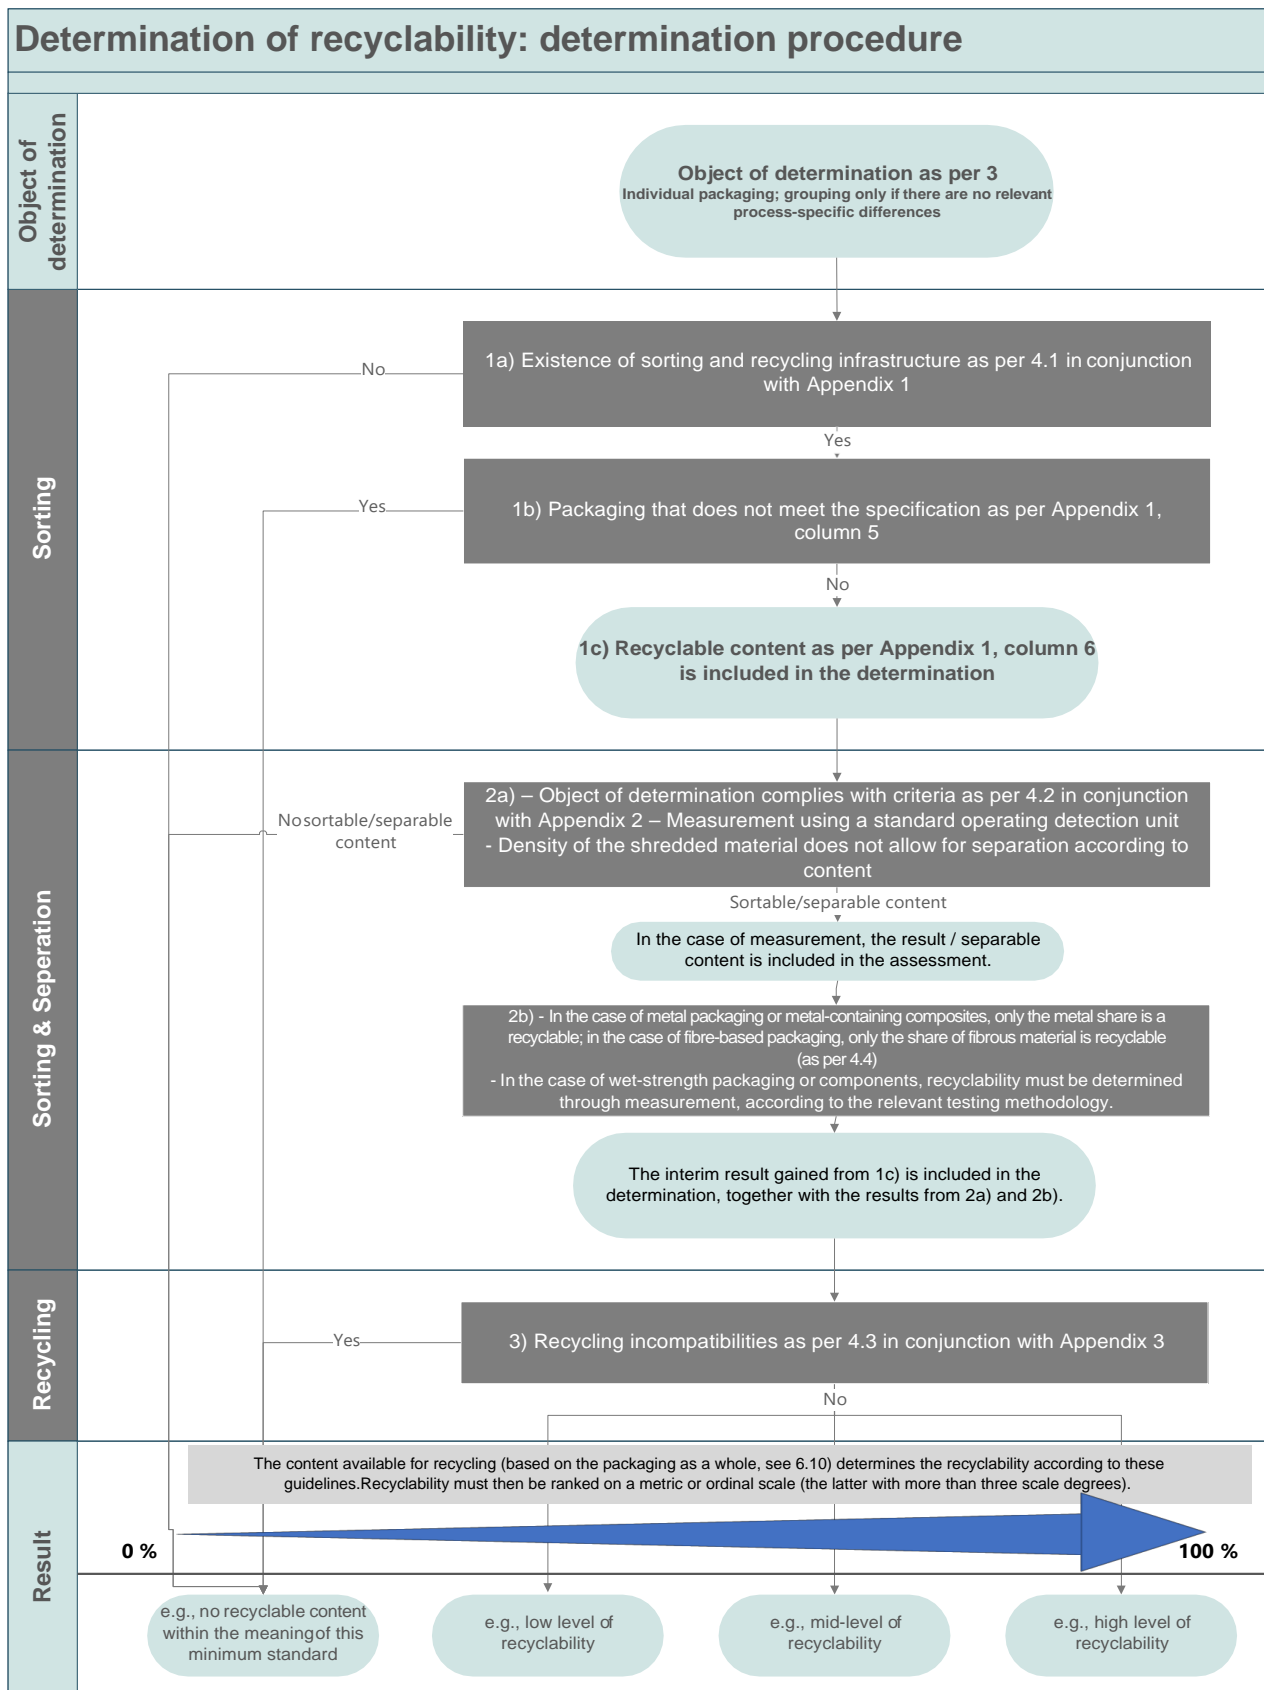 Determination of recyclability: determination procedure
Object of
determination
Object of determination as per 3
Individual packaging; grouping only if there are no relevant
process-specific differences
Sorting
1a) Existence of sorting and recycling infrastructure as per 4.1 in conjunction
with Appendix 1
No
Yes
1b) Packaging that does not meet the specification as per Appendix 1,
column 5
Yes
No
1c) Recyclable content as per Appendix 1, column 6
is included in the determination
Sorting & Seperation
2a) – Object of determination complies with criteria as per 4.2 in conjunction
with Appendix 2 – Measurement using a standard operating detection unit
- Density of the shredded material does not allow for separation according to
content
No sortable/separable
content
Sortable/separable content
In the case of measurement, the result / separable
content is included in the assessment.
2b) - In the case of metal packaging or metal-containing composites, only the metal share is a
recyclable; in the case of fibre-based packaging, only the share of fibrous material is recyclable
(as per 4.4)
- In the case of wet-strength packaging or components, recyclability must be determined
through measurement, according to the relevant testing methodology.
The interim result gained from 1c) is included in the
determination, together with the results from 2a) and 2b).
Recycling
3) Recycling incompatibilities as per 4.3 in conjunction with Appendix 3
Yes
No
Result
The content available for recycling (based on the packaging as a whole, see 6.10) determines the recyclability according to these
guidelines.Recyclability must then be ranked on a metric or ordinal scale (the latter with more than three scale degrees).
0 %
100 %
e.g., no recyclable content
within the meaning of this
minimum standard
e.g., low level of
recyclability
e.g., mid-level of
recyclability
e.g., high level of
recyclability